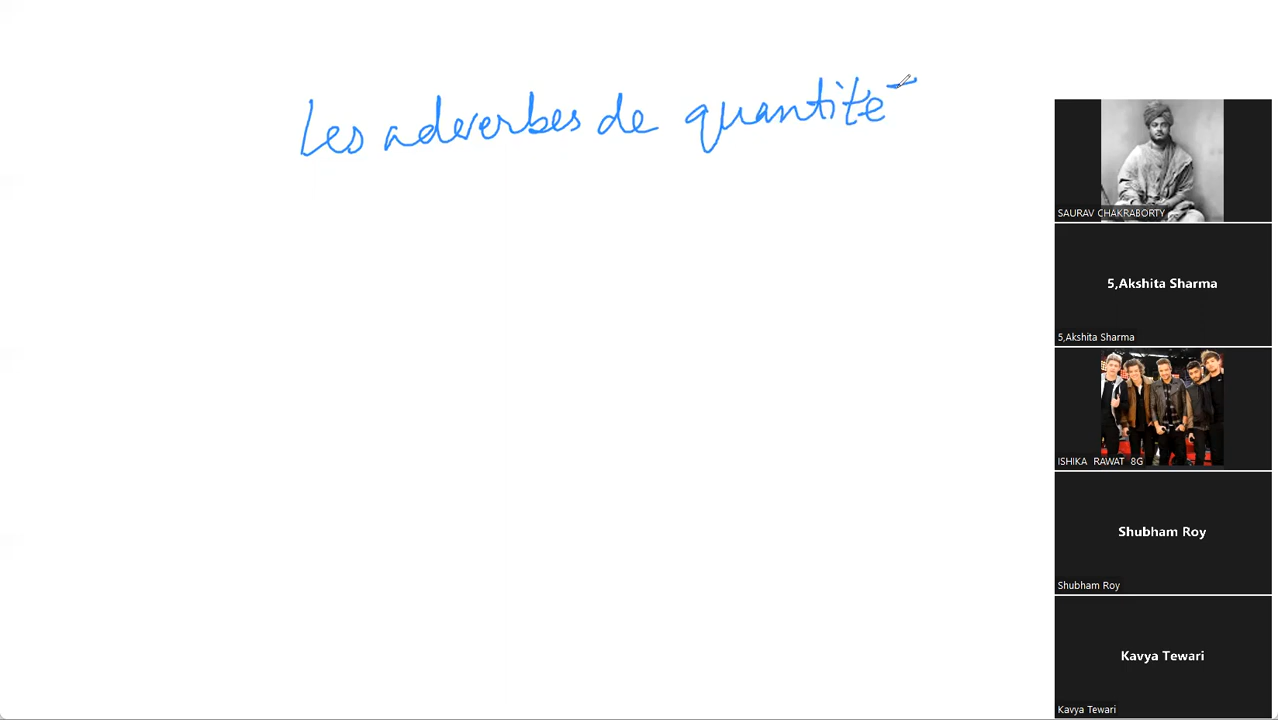 Les adeverbes de quantité -
SAURAV CHAKRABORTY
5,Akshita Sharma
5,Akshita Sharma
ISHIKA RAWAT 8G
Shubham Roy
Shubham Roy
Kavya Tewari
Kavya Tewari